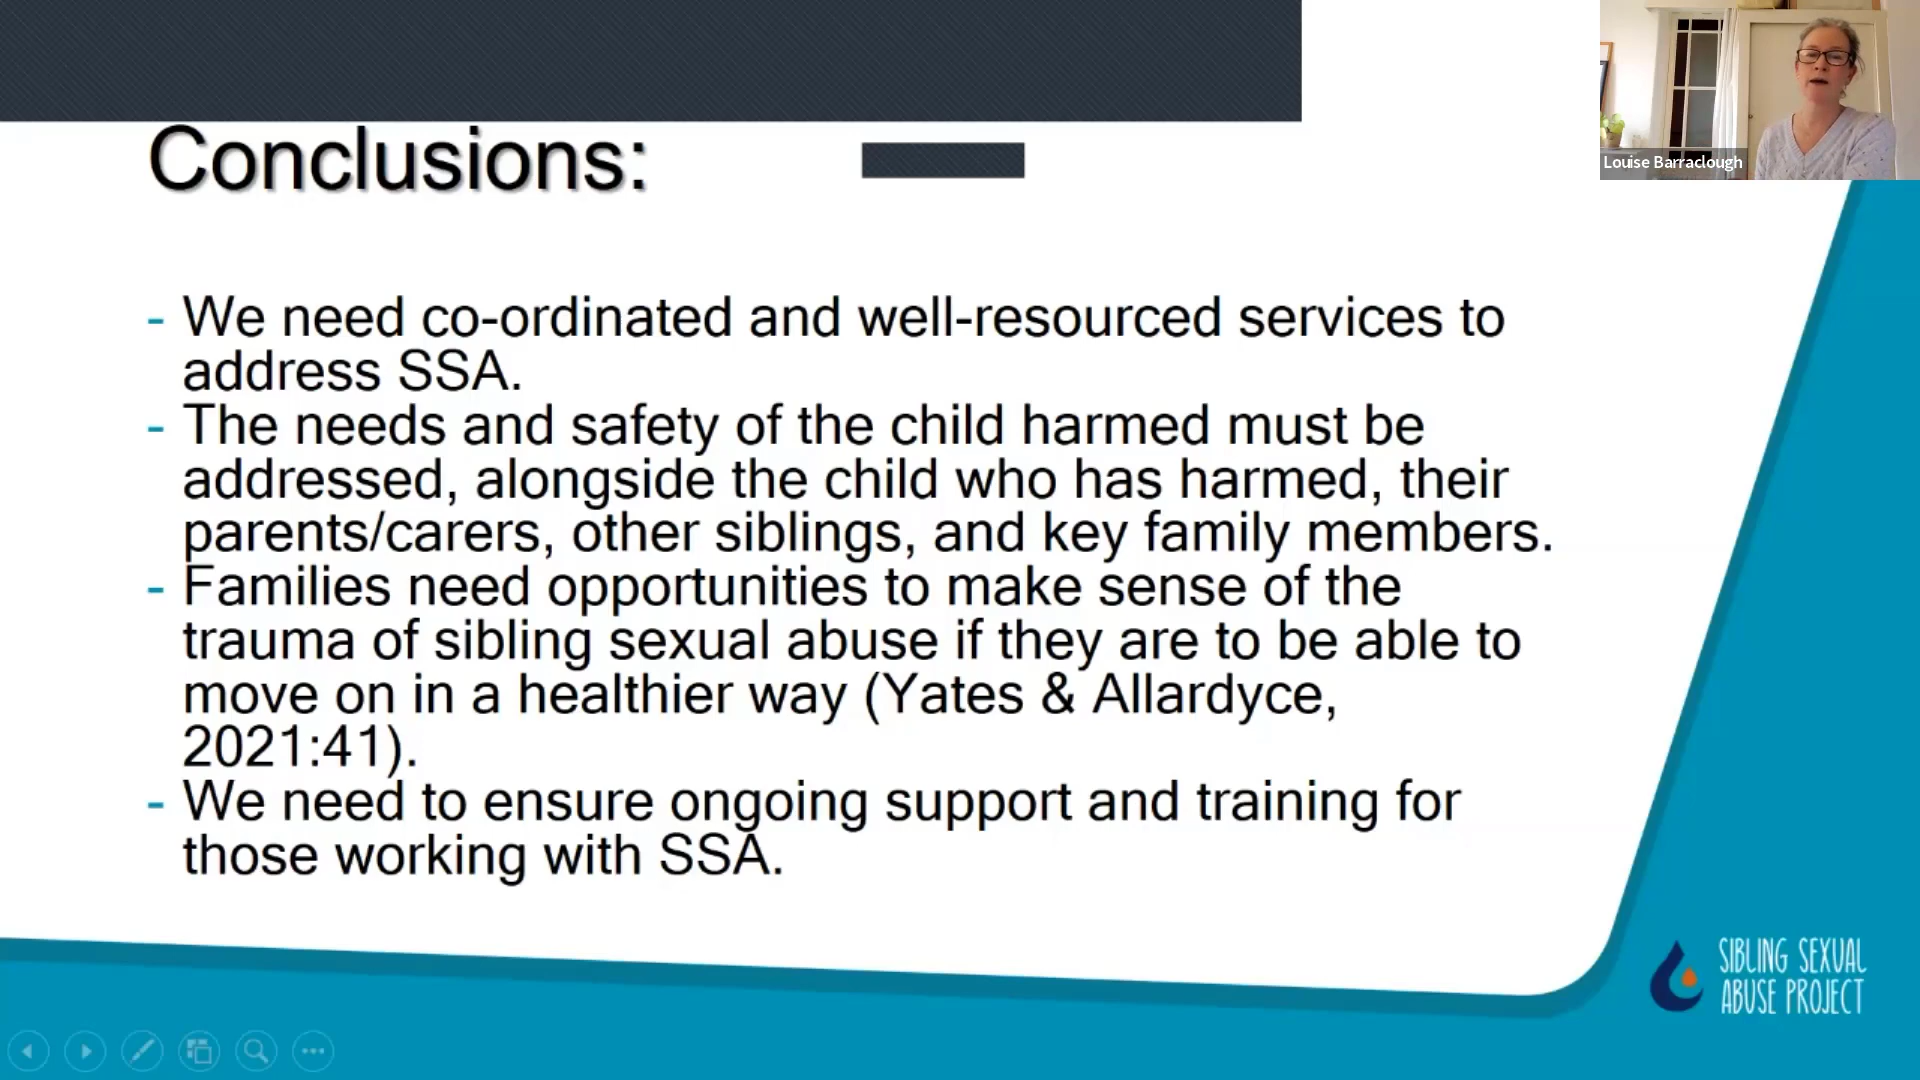 Louise Barraclough
Conclusions:
- We need co-ordinated and well-resourced services to
address SSA.
- The needs and safety of the child harmed must be
addressed, alongside the child who has harmed, their
parents/carers, other siblings, and key family members.
- Families need opportunities to make sense of the
trauma of sibling sexual abuse if they are to be able to
move on in a healthier way (Yates & Allardyce,
2021:41).
- We need to ensure ongoing support and training for
those working with SSA.
SIBLING SEXUAL
ABUSE PROJECT